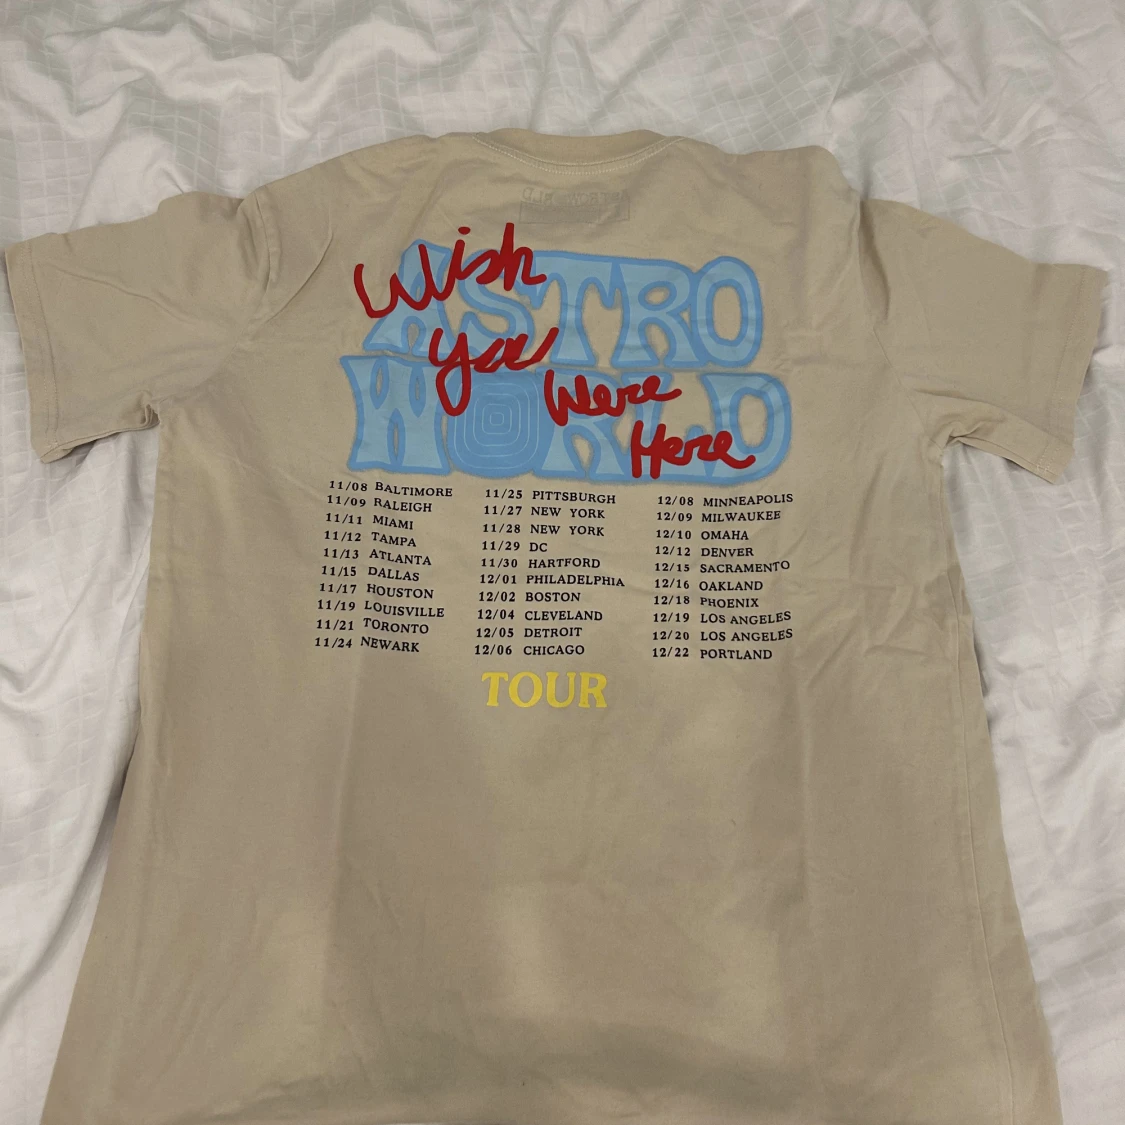 Wish
ASTRO
You
Were
WORLD
Here
11/08 BALTIMORE
11/09 RALEIGH
11/11 MIAMI
11/12 TAMPA
11/13 ATLANTA
11/15 DALLAS
11/17 HOUSTON
11/19 LOUISVILLE
11/21 TORONTO
11/24 NEWARK
11/25 PITTSBURGH
11/27 NEW YORK
11/28 NEW YORK
11/29 DC
11/30 HARTFORD
12/01 PHILADELPHIA
12/02 BOSTON
12/04 CLEVELAND
12/05 DETROIT
12/06 CHICAGO
12/08 MINNEAPOLIS
12/09 MILWAUKEE
12/10 OMAHA
12/12 DENVER
12/15 SACRAMENTO
12/16 OAKLAND
12/18 PHOENIX
12/19 LOS ANGELES
12/20 LOS ANGELES
12/22 PORTLAND
TOUR